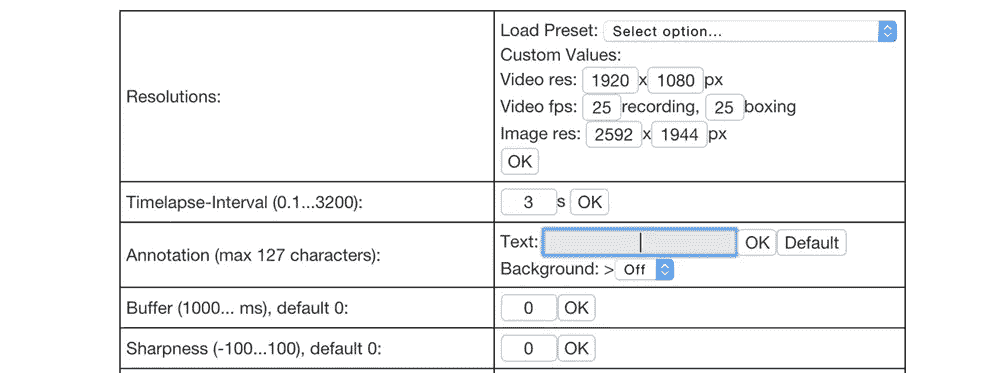 Resolutions:
Load Preset: Select option...
Custom Values:
Video res: 1920 x 1080 px
Video fps: 25 recording, 25 boxing
Image res: 2592 x 1944 px
OK
Timelapse-Interval (0.1...3200): 3 s OK
Annotation (max 127 characters):
Text: OK Default
Background: > Off
Buffer (1000... ms), default 0: 0 OK
Sharpness (-100...100), default 0: 0 OK